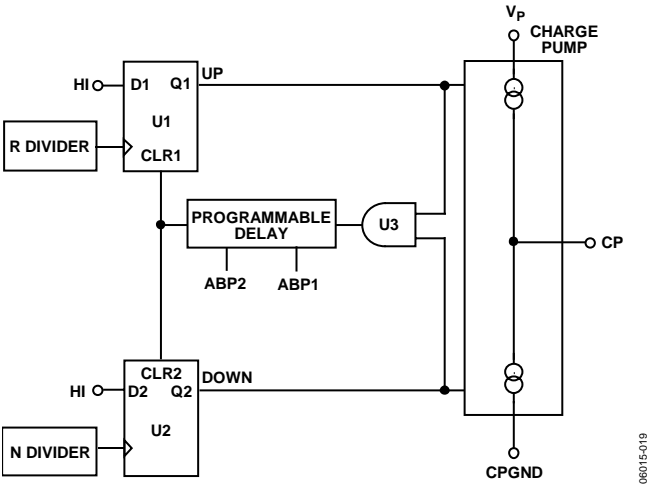 VP
CHARGE
PUMP
HI
D1
Q1
UP
U1
R DIVIDER
CLR1
PROGRAMMABLE
DELAY
U3
CP
ABP2
ABP1
CLR2
DOWN
HI
D2
Q2
U2
N DIVIDER
CPGND
06015-019